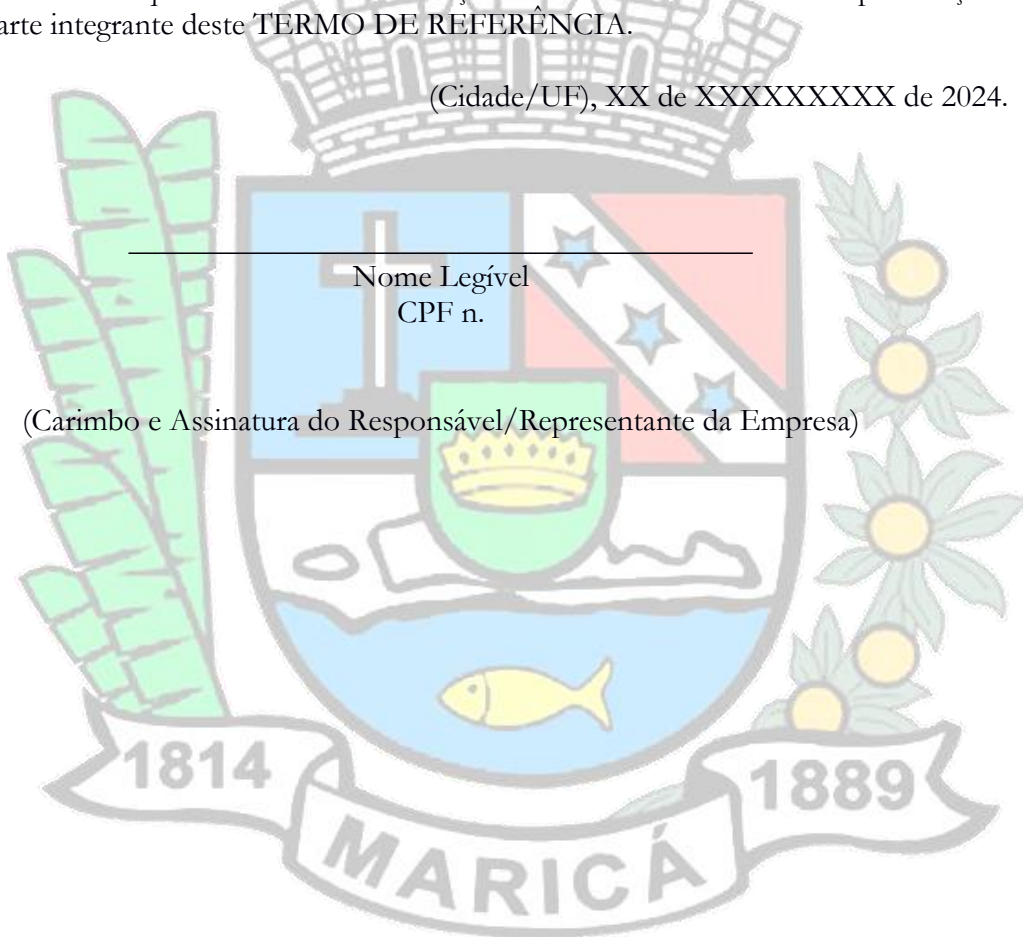 arte integrante deste TERMO DE REFERÊNCIA.
(Cidade/UF), XX de XXXXXXXXX de 2024.
Nome Legível
CPF n.
(Carimbo e Assinatura do Responsável/Representante da Empresa)
1814
1889
MARICÁ